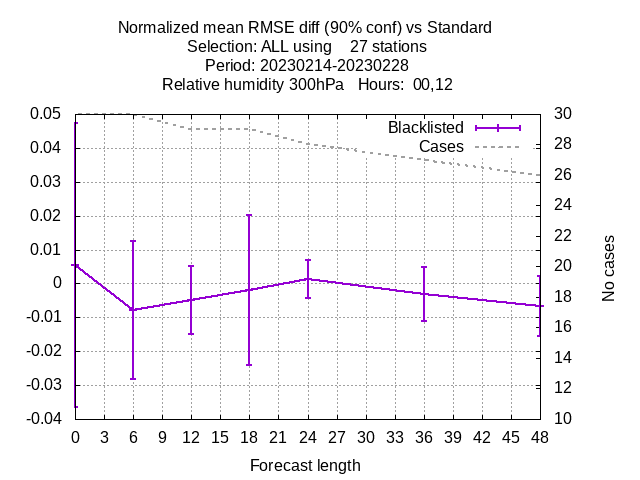 Normalized mean RMSE diff (90% conf) vs Standard
Selection: ALL using    27 stations
Period: 20230214-20230228
Relative humidity 300hPa   Hours:  00,12
Blacklisted
Cases
0.05
0.04
0.03
0.02
0.01
0
-0.01
-0.02
-0.03
-0.04
30
28
26
24
22
20
18
16
14
12
10
No cases
0 3 6 9 12 15 18 21 24 27 30 33 36 39 42 45 48
Forecast length